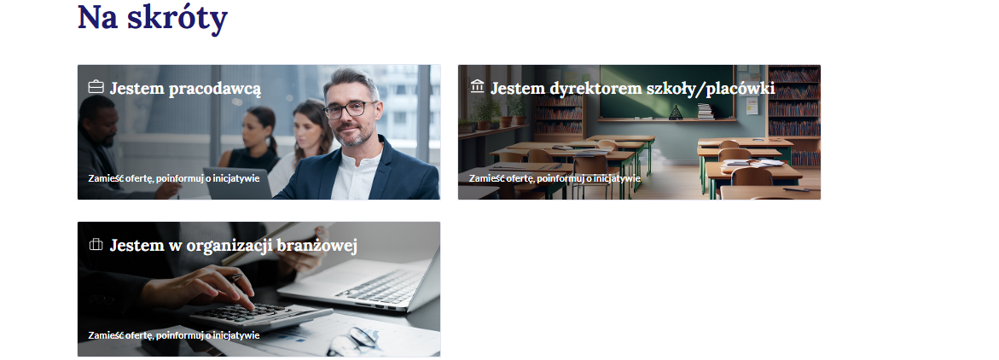 Na skróty
Jestem pracodawcą
Zamieść ofertę, poinformuj o inicjatywie
Jestem dyrektorem szkoły/placówki
Zamieść ofertę, poinformuj o inicjatywie
Jestem w organizacji branżowej
Zamieść ofertę, poinformuj o inicjatywie